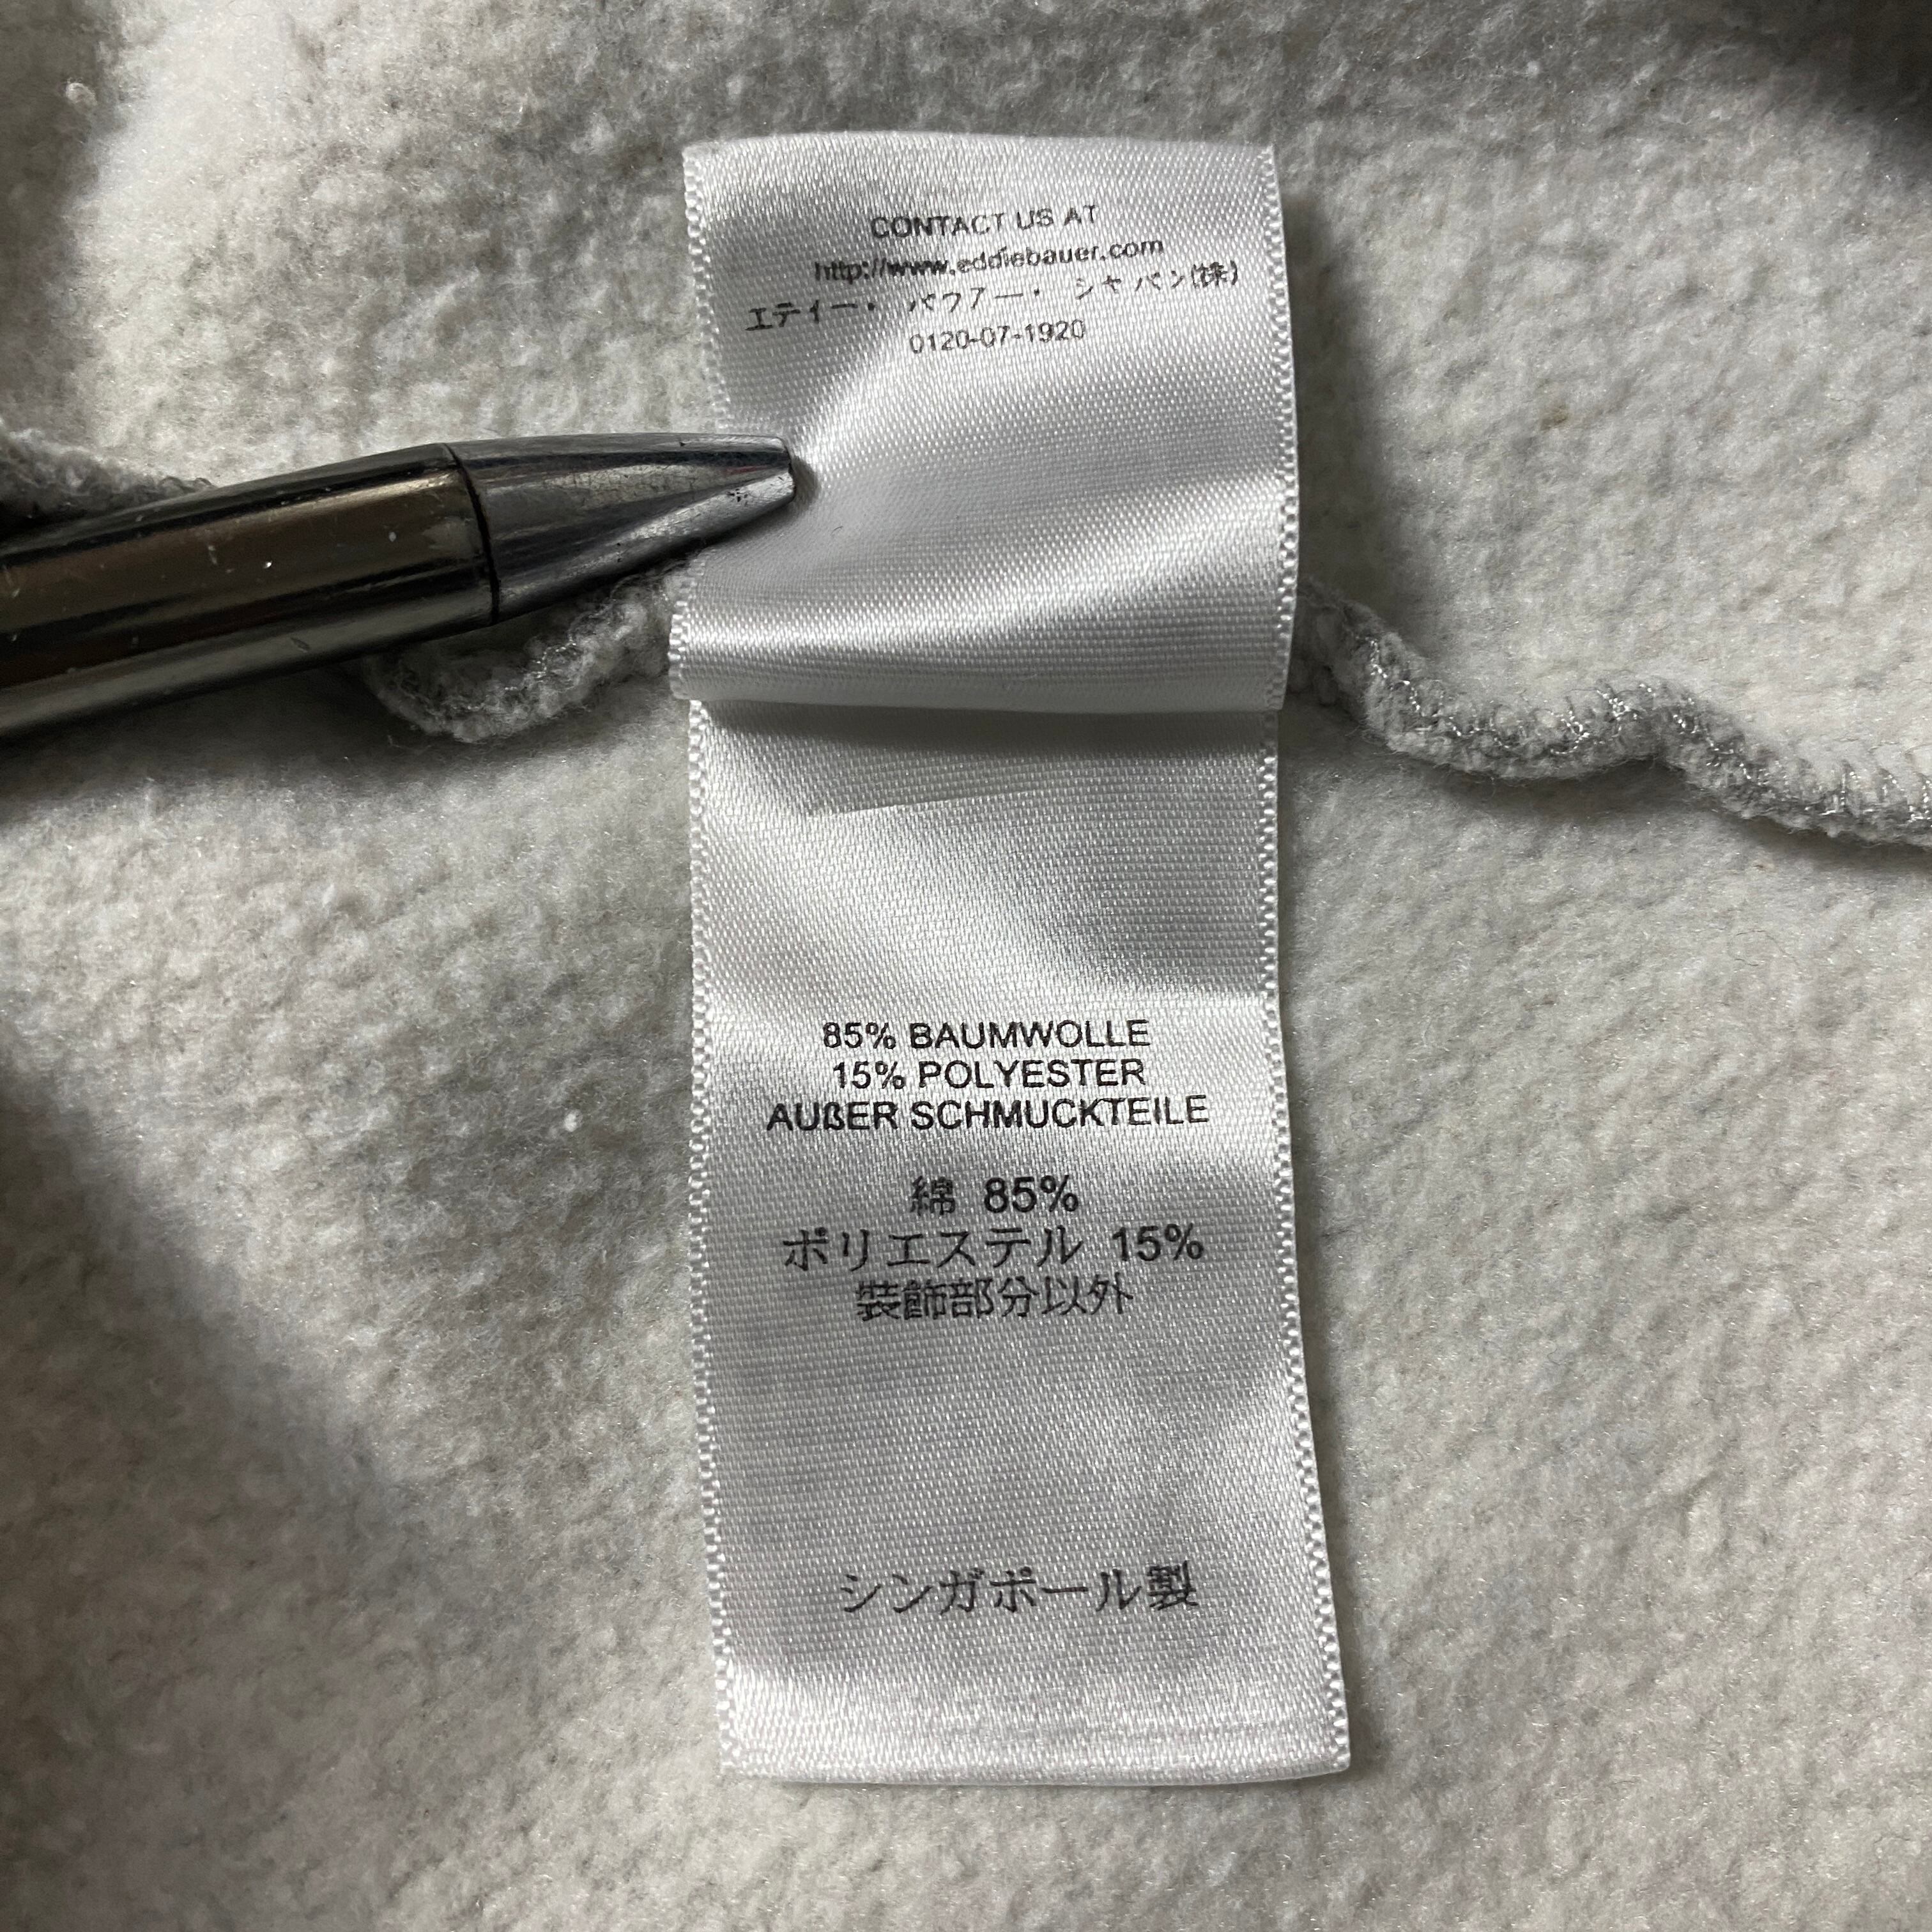 CONTACT US AT
http://www.eddiebauer.com
エディー・ バウアー・ ジャパン(株)
0120-07-1920
85% BAUMWOLLE
15% POLYESTER
AUßER SCHMUCKTEILE
綿 85%
ポリエステル 15%
装飾部分以外
シンガポール製